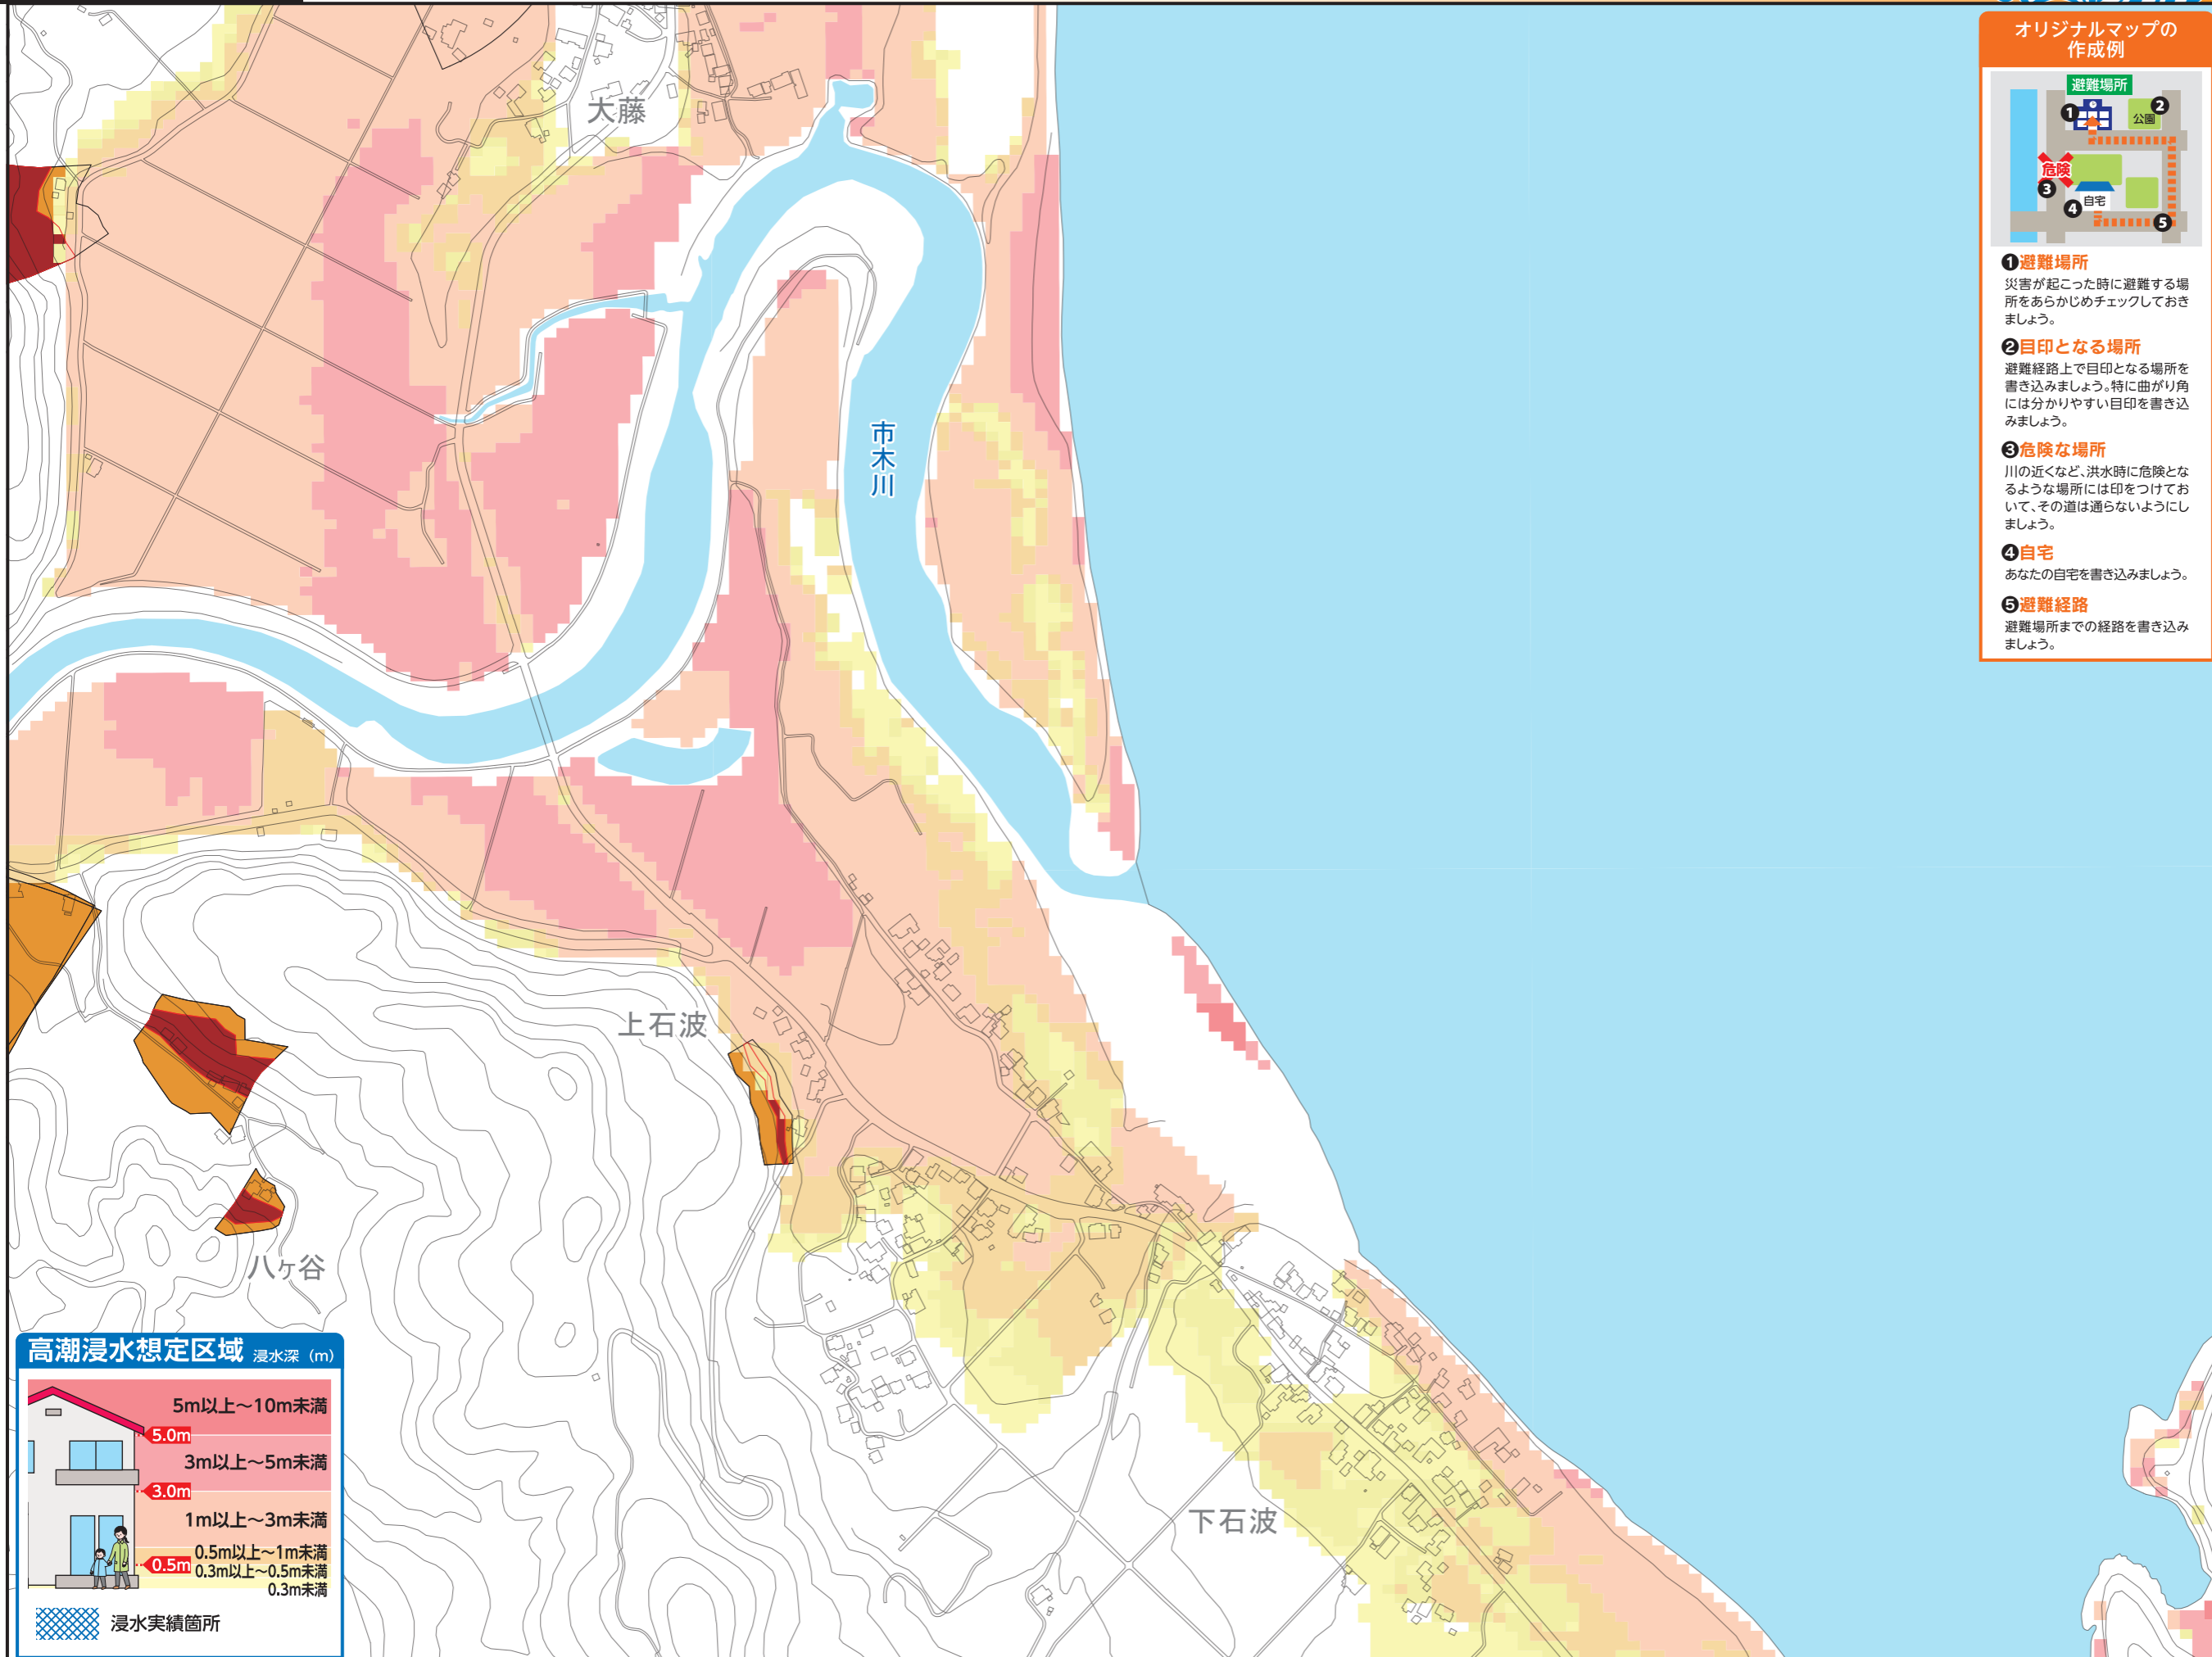 大藤
市木川
上石波
八ヶ谷
下石波
オリジナルマップの
作成例
避難場所
❶
❷
公園
危険
❸
❹
自宅
❺
❶避難場所
災害が起こった時に避難する場
所をあらかじめチェックしておき
ましょう。
❷目印となる場所
避難経路上で目印となる場所を
書き込みましょう。特に曲がり角
には分かりやすい目印を書き込
みましょう。
❸危険な場所
川の近くなど、洪水時に危険とな
るような場所には印をつけてお
いて、その道は通らないようにし
ましょう。
❹自宅
あなたの自宅を書き込みましょう。
❺避難経路
避難場所までの経路を書き込み
ましょう。
高潮浸水想定区域 浸水深（m）
5m以上～10m未満
5.0m
3m以上～5m未満
3.0m
1m以上～3m未満
0.5m以上～1m未満
0.5m
0.3m以上～0.5m未満
0.3m未満
浸水実績箇所